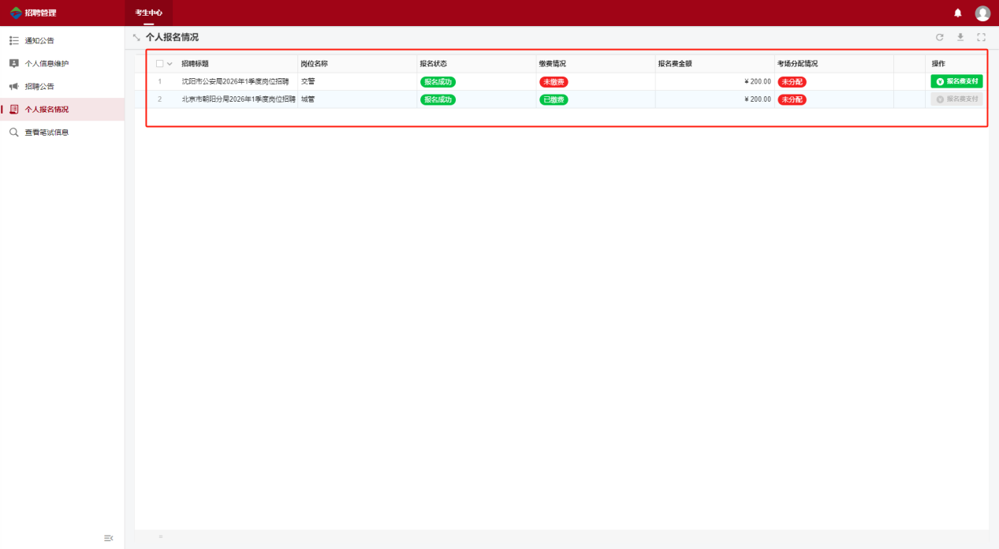 招聘管理
考生中心
通知公告
个人信息维护
招聘公告
个人报名情况
查看笔试信息
个人报名情况
招聘标题 岗位名称 报名状态 缴费情况 报名费金额 考场分配情况 操作
1 沈阳市公安局2026年1季度岗位招聘 交警 报名成功 未缴费 ¥ 200.00 未分配 报名费支付
2 北京市朝阳分局2026年1季度岗位招聘 城管 报名成功 已缴费 ¥ 200.00 未分配 报名费支付